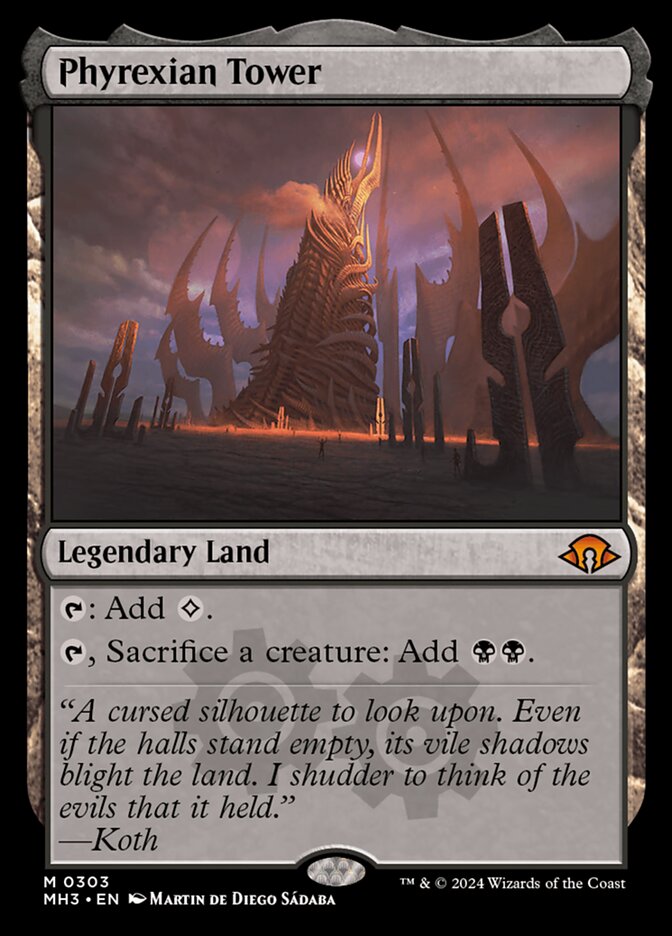 Phyrexian Tower
Legendary Land
: Add .
, Sacrifice a creature: Add .
“A cursed silhouette to look upon. Even
if the halls stand empty, its vile shadows
blight the land. I shudder to think of the
evils that it held.”
—Koth
M 0303
MH3 • EN Martin de Diego Sádaba
™ & © 2024 Wizards of the Coast